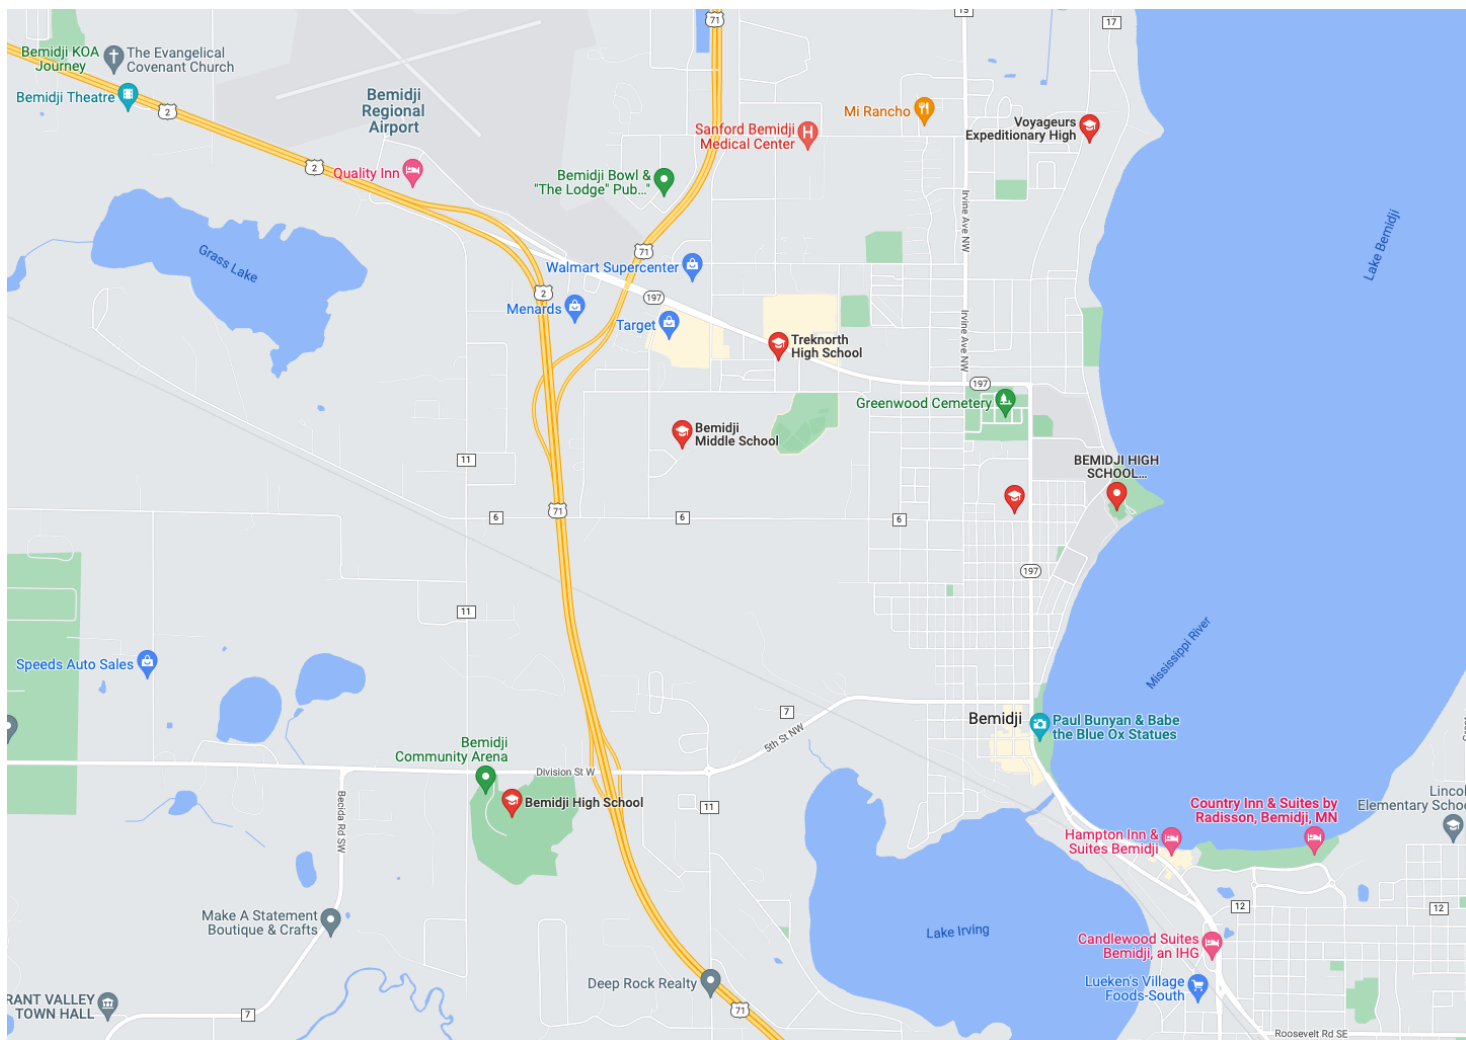 71
15
17
Bemidji KOA
Journey
The Evangelical
Covenant Church
Bemidji Theatre
2
Bemidji
Regional
Airport
Mi Rancho
Voyageurs
Expeditionary High
Sanford Bemidji
Medical Center
2
Quality Inn
Bemidji Bowl &
"The Lodge" Pub..."
Irvine Ave NW
Lake Bemidji
Grass Lake
71
Walmart Supercenter
2
197
Menards
Target
Irvine Ave NW
Treknorth
High School
197
Greenwood Cemetery
Bemidji
Middle School
11
BEMIDJI HIGH
SCHOOL...
71
6
6
6
197
11
Mississippi River
Speeds Auto Sales
7
Bemidji
Paul Bunyan & Babe
the Blue Ox Statues
5th St NW
Bemidji
Community Arena
Division St W
Bemidji High School
11
Becida Rd SW
Country Inn & Suites by
Radisson, Bemidji, MN
Lincol
Elementary Schoo
Hampton Inn &
Suites Bemidji
12
12
Make A Statement
Boutique & Crafts
Lake Irving
Candlewood Suites
Bemidji, an IHG
Deep Rock Realty
Lueken's Village
Foods-South
RANT VALLEY
TOWN HALL
7
71
Roosevelt Rd SE